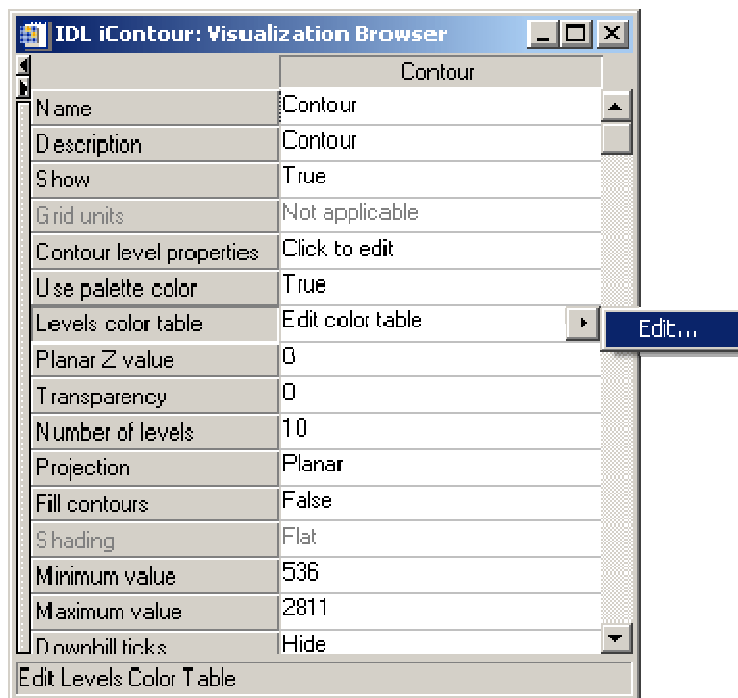 IDL iContour: Visualization Browser
Contour
Name Contour
Description Contour
Show True
Grid units Not applicable
Contour level properties Click to edit
Use palette color True
Levels color table Edit color table
Edit...
Planar Z value
Transparency 0
Number of levels 10
Projection Planar
Fill contours False
Shading Flat
Minimum value 536
Maximum value 2811
Downhill ticks Hide
Edit Levels Color Table